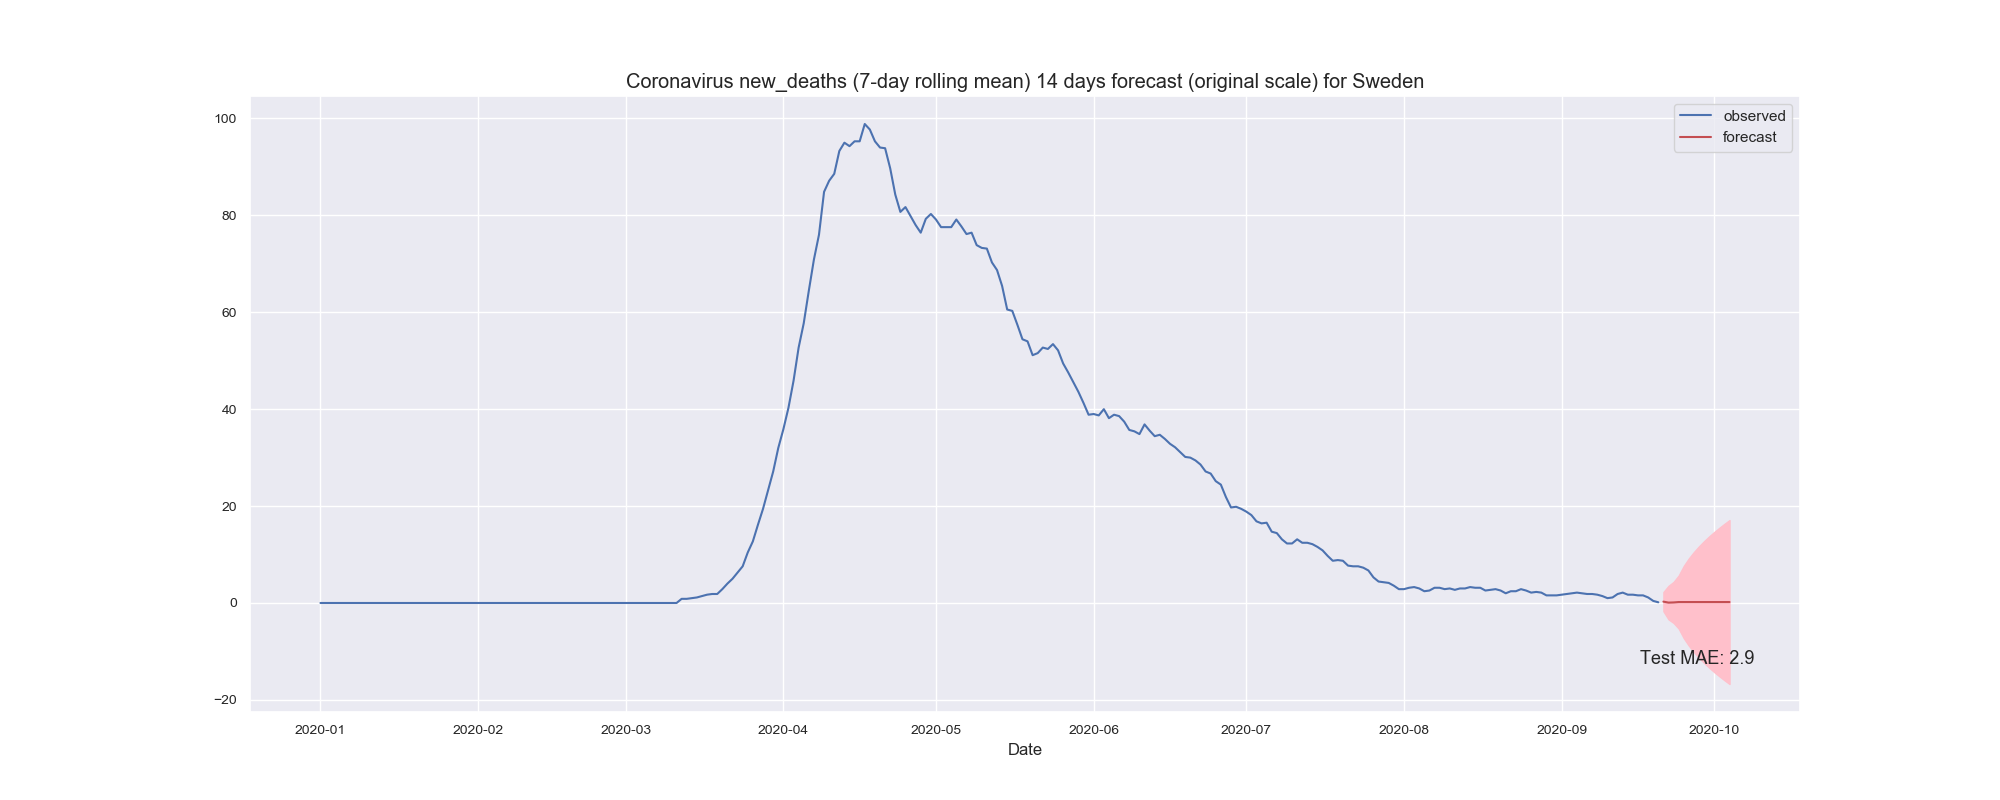 Coronavirus new_deaths (7-day rolling mean) 14 days forecast (original scale) for Sweden
observed
forecast
100
80
60
40
20
0
−20
Test MAE: 2.9
2020-01 2020-02 2020-03 2020-04 2020-05 2020-06 2020-07 2020-08 2020-09 2020-10
Date